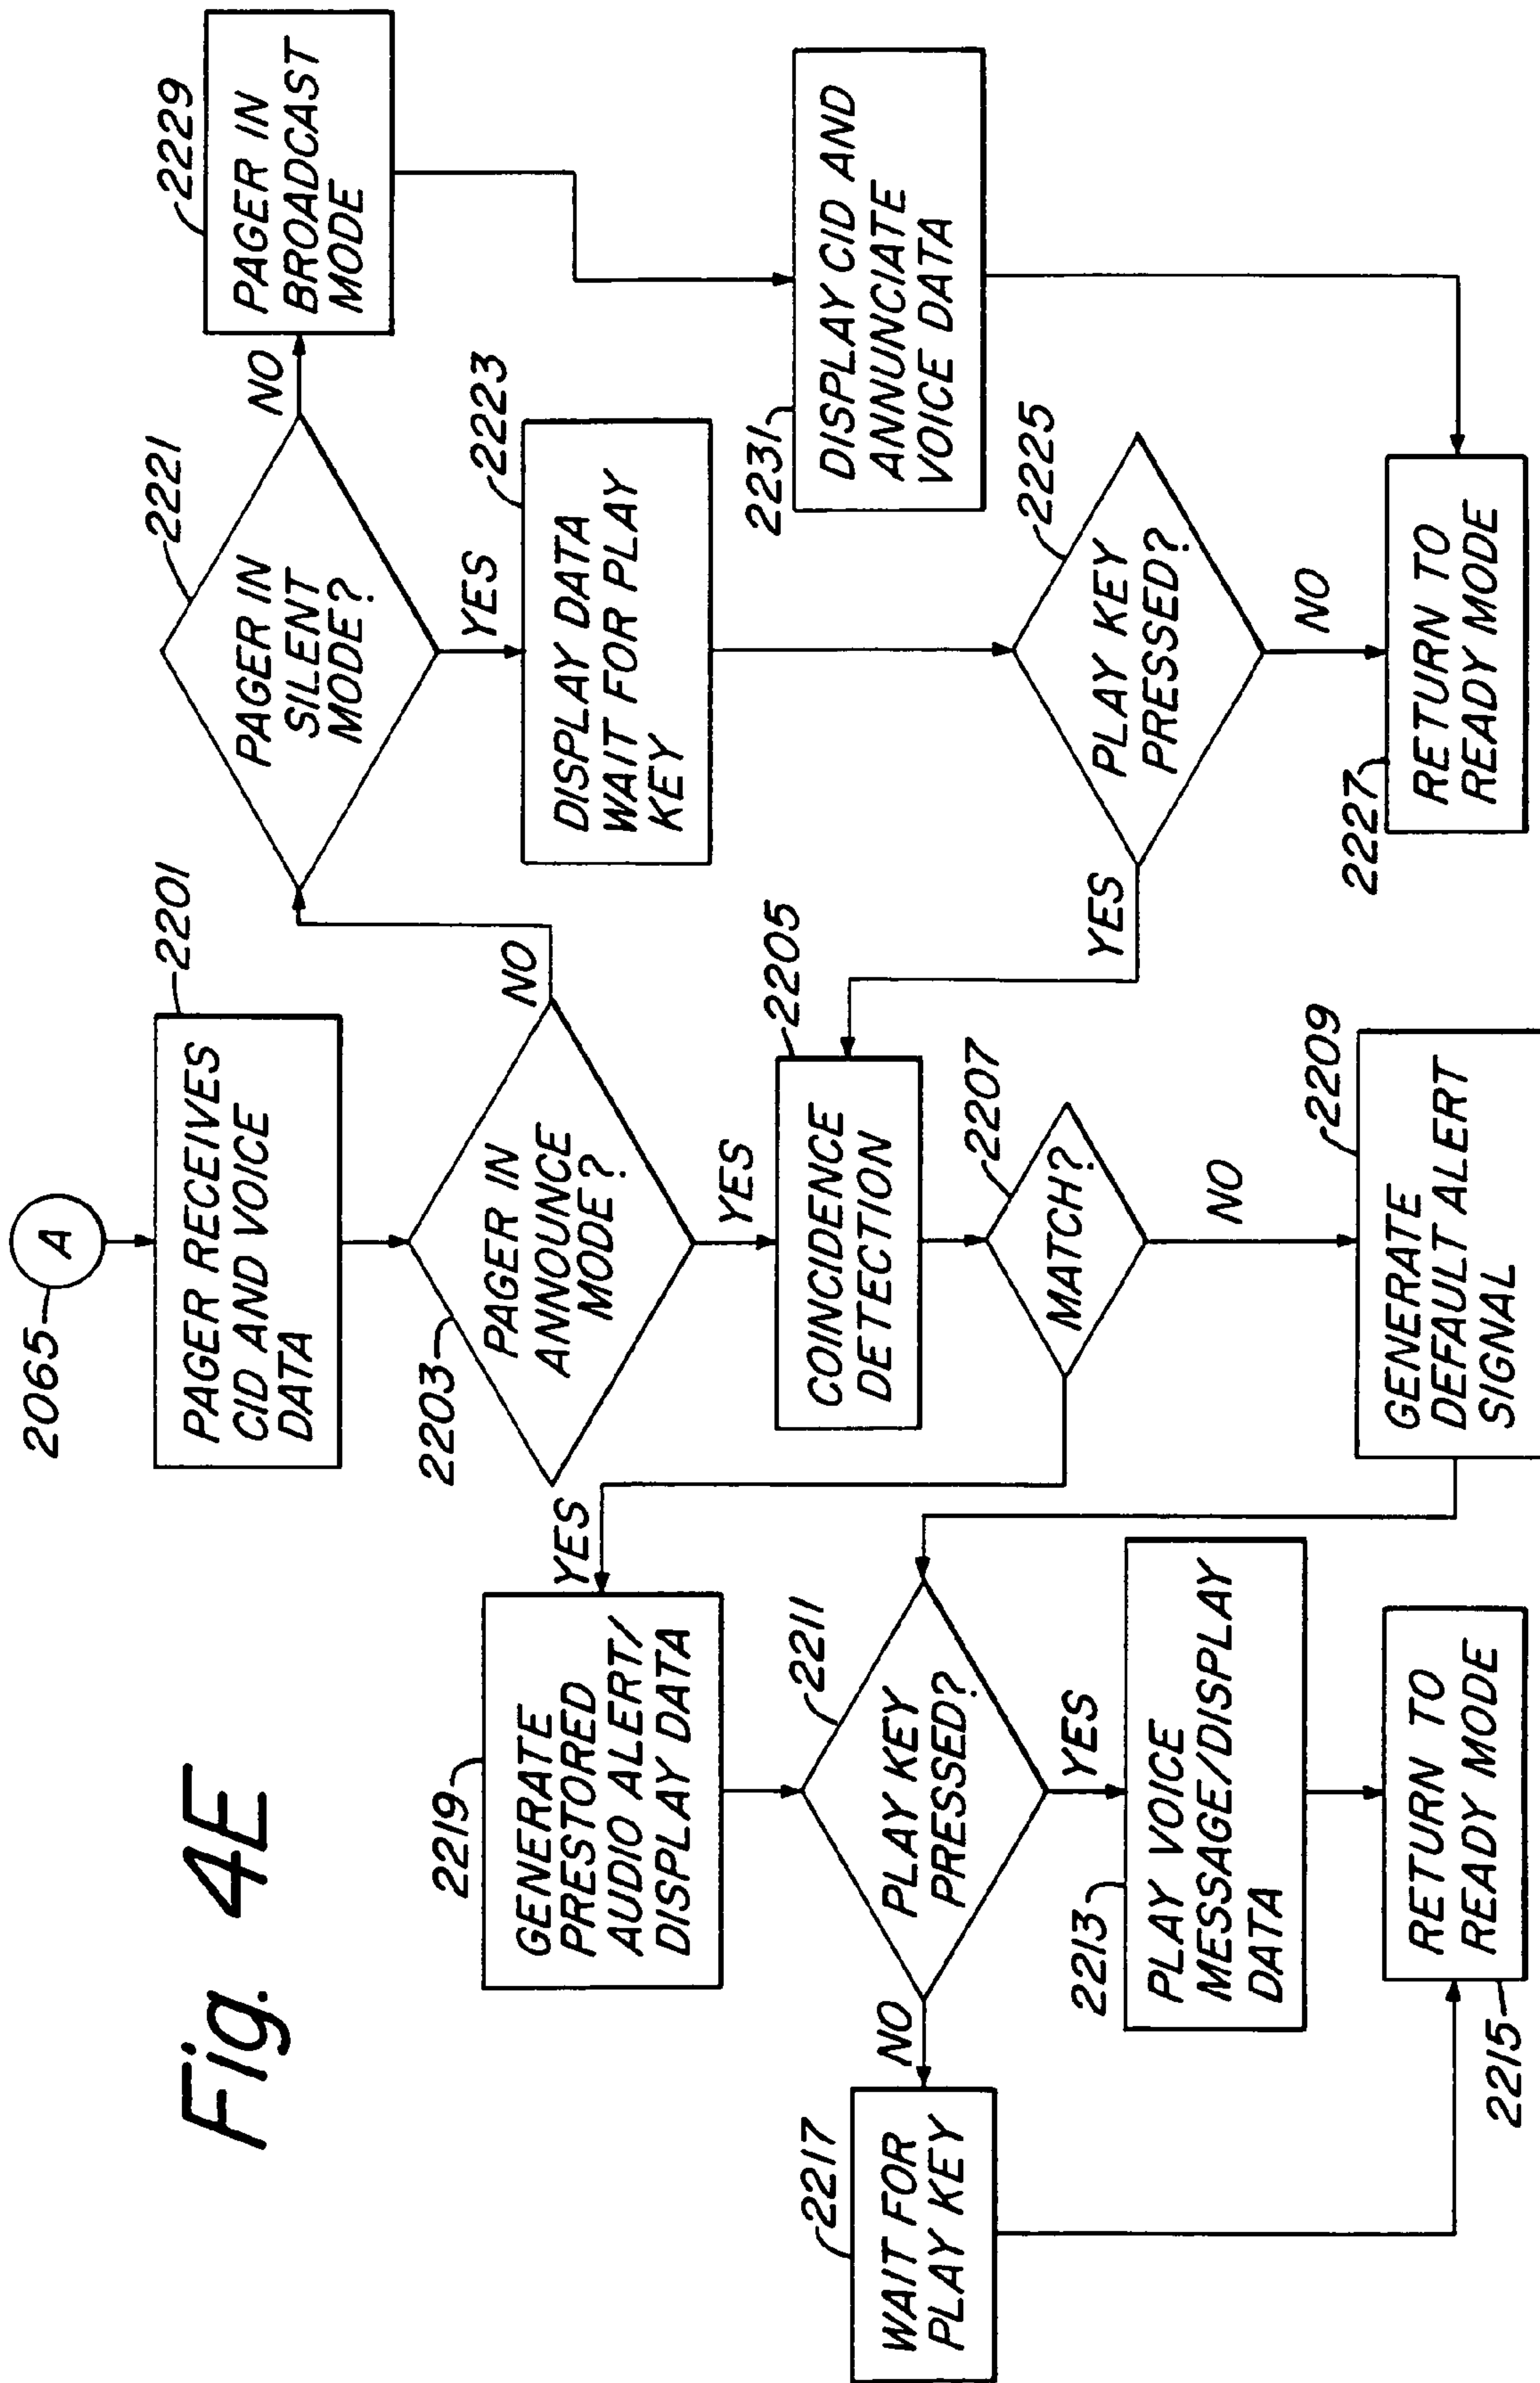 Fig. 4E
2065
A
2201
PAGER RECEIVES
CID AND VOICE
DATA
2203
PAGER IN
ANNOUNCE
MODE?
NO
YES
2221
PAGER IN
SILENT
MODE?
NO
YES
2229
PAGER IN
BROADCAST
MODE
2223
DISPLAY DATA
WAIT FOR PLAY
KEY
2231
DISPLAY CID AND
ANNUNCIATE
VOICE DATA
2205
COINCIDENCE
DETECTION
2207
MATCH?
YES
NO
2225
PLAY KEY
PRESSED?
YES
NO
2219
GENERATE
PRESTORED
AUDIO ALERT/
DISPLAY DATA
2209
GENERATE
DEFAULT ALERT
SIGNAL
2227
RETURN TO
READY MODE
2211
PLAY KEY
PRESSED?
NO
YES
2217
WAIT FOR
PLAY KEY
2213
PLAY VOICE
MESSAGE/DISPLAY
DATA
2215
RETURN TO
READY MODE